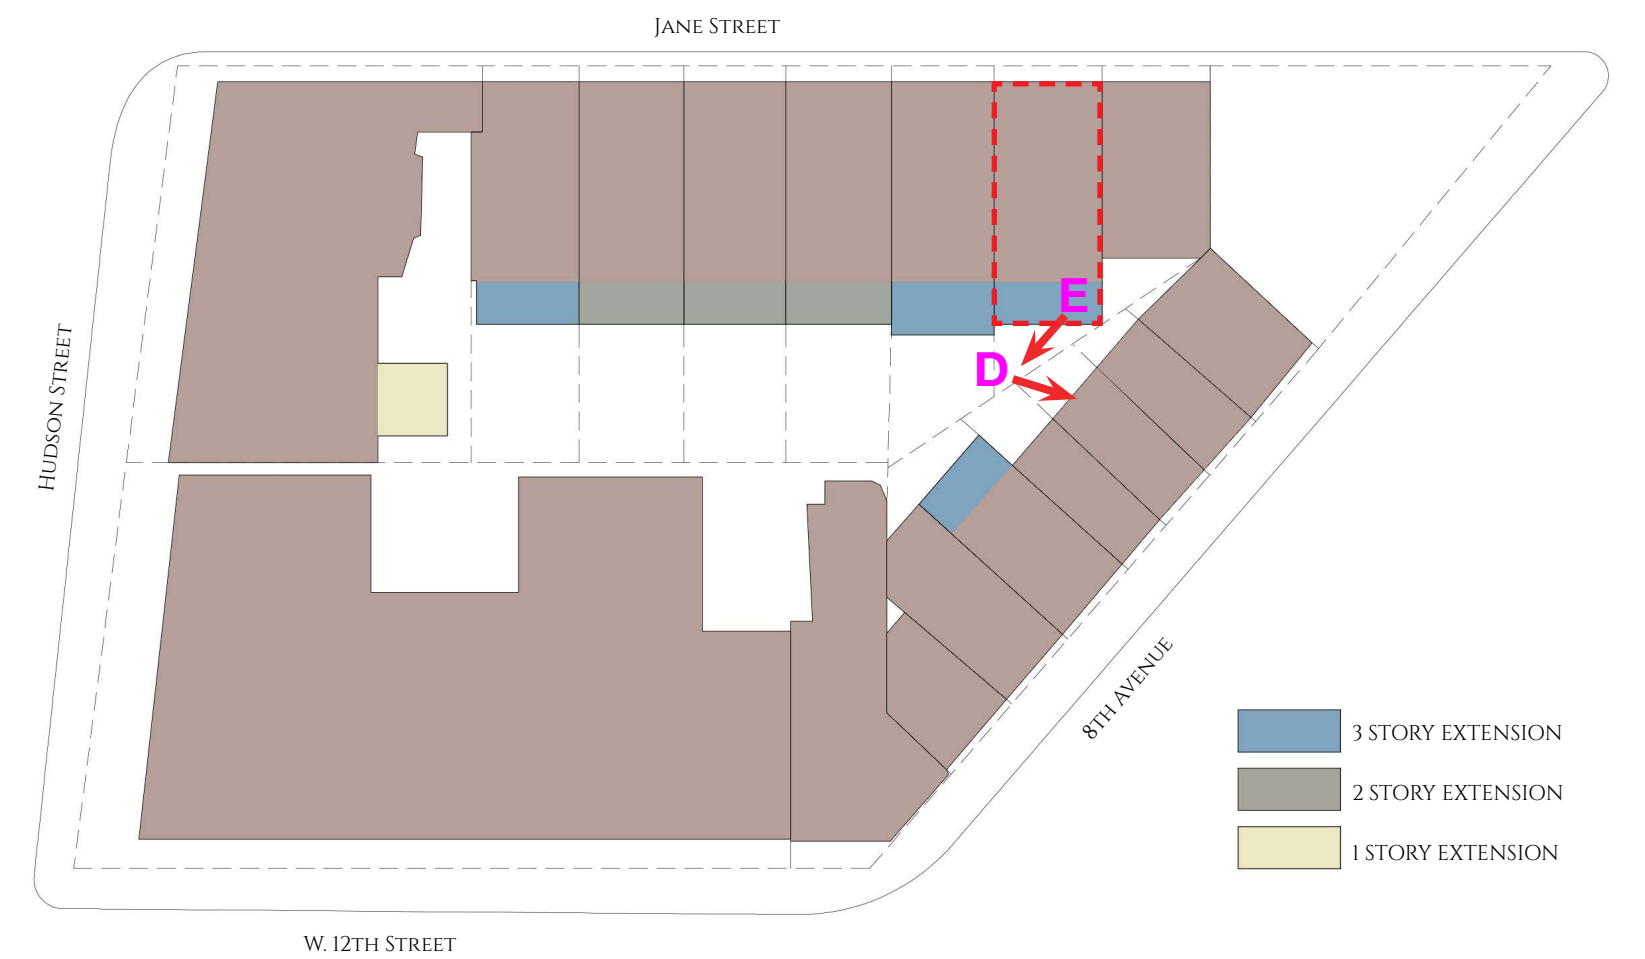 JANE STREET
E
D
HUDSON STREET
8TH AVENUE
3 STORY EXTENSION
2 STORY EXTENSION
1 STORY EXTENSION
W. 12TH STREET